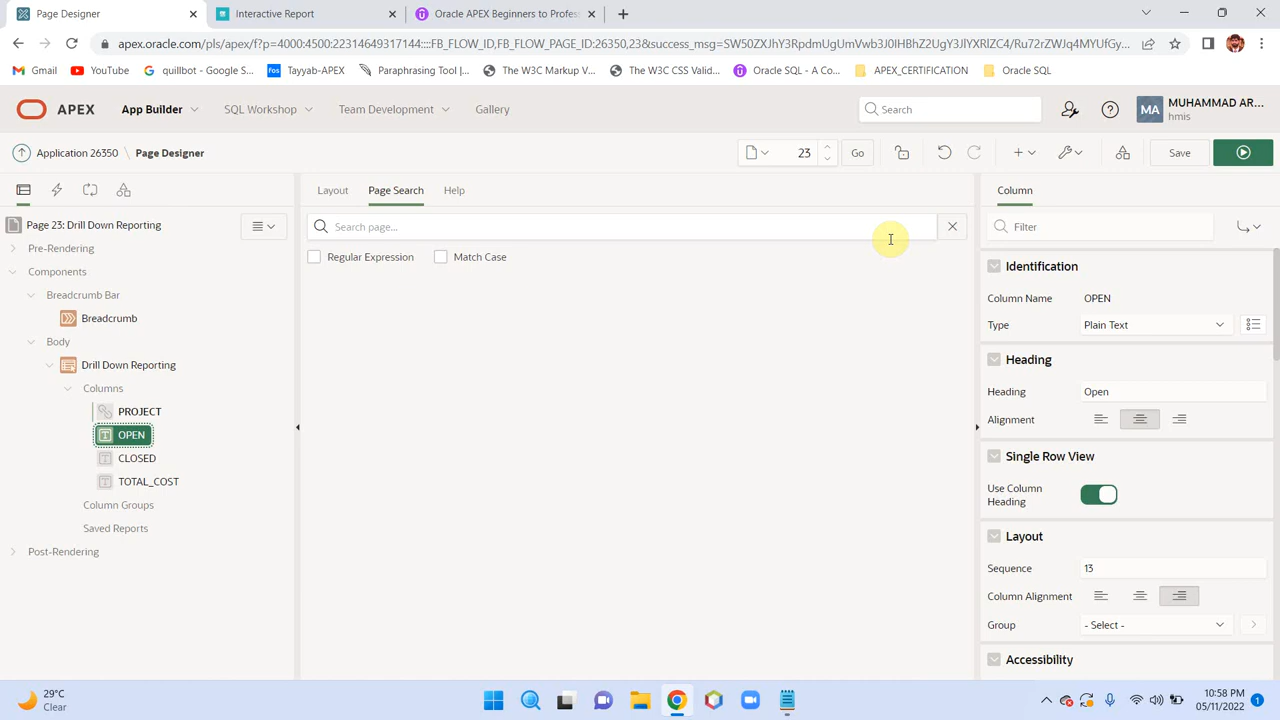 Page Designer
Interactive Report
Oracle APEX Beginners to Profes
apex.oracle.com/pls/apex/f?p=4000:4500:22314649317144::::FB_FLOW_ID,FB_FLOW_PAGE_ID:26350,23&success_msg=
Gmail
YouTube
quillbot - Google S...
fos
Tayyab-APEX
Paraphrasing Tool |...
The W3C Markup V...
The W3C CSS Valid...
Oracle SQL - A Co...
APEX_CERTIFICATION
Oracle SQL
APEX
App Builder
SQL Workshop
Team Development
Gallery
Search
MA
MUHAMMAD AR...
hmis
Application 26350
Page Designer
23
Go
Save
Layout
Page Search
Help
Column
Page 23: Drill Down Reporting
Search page...
Filter
Pre-Rendering
Regular Expression
Match Case
Components
Identification
Breadcrumb Bar
Column Name
OPEN
Breadcrumb
Type
Plain Text
Body
Heading
Drill Down Reporting
Columns
Heading
Open
PROJECT
Alignment
OPEN
CLOSED
Single Row View
TOTAL_COST
Use Column
Heading
Column Groups
Saved Reports
Layout
Post-Rendering
Sequence
13
Column Alignment
Group
- Select -
Accessibility
29°C
Clear
10:58 PM
05/11/2022
1